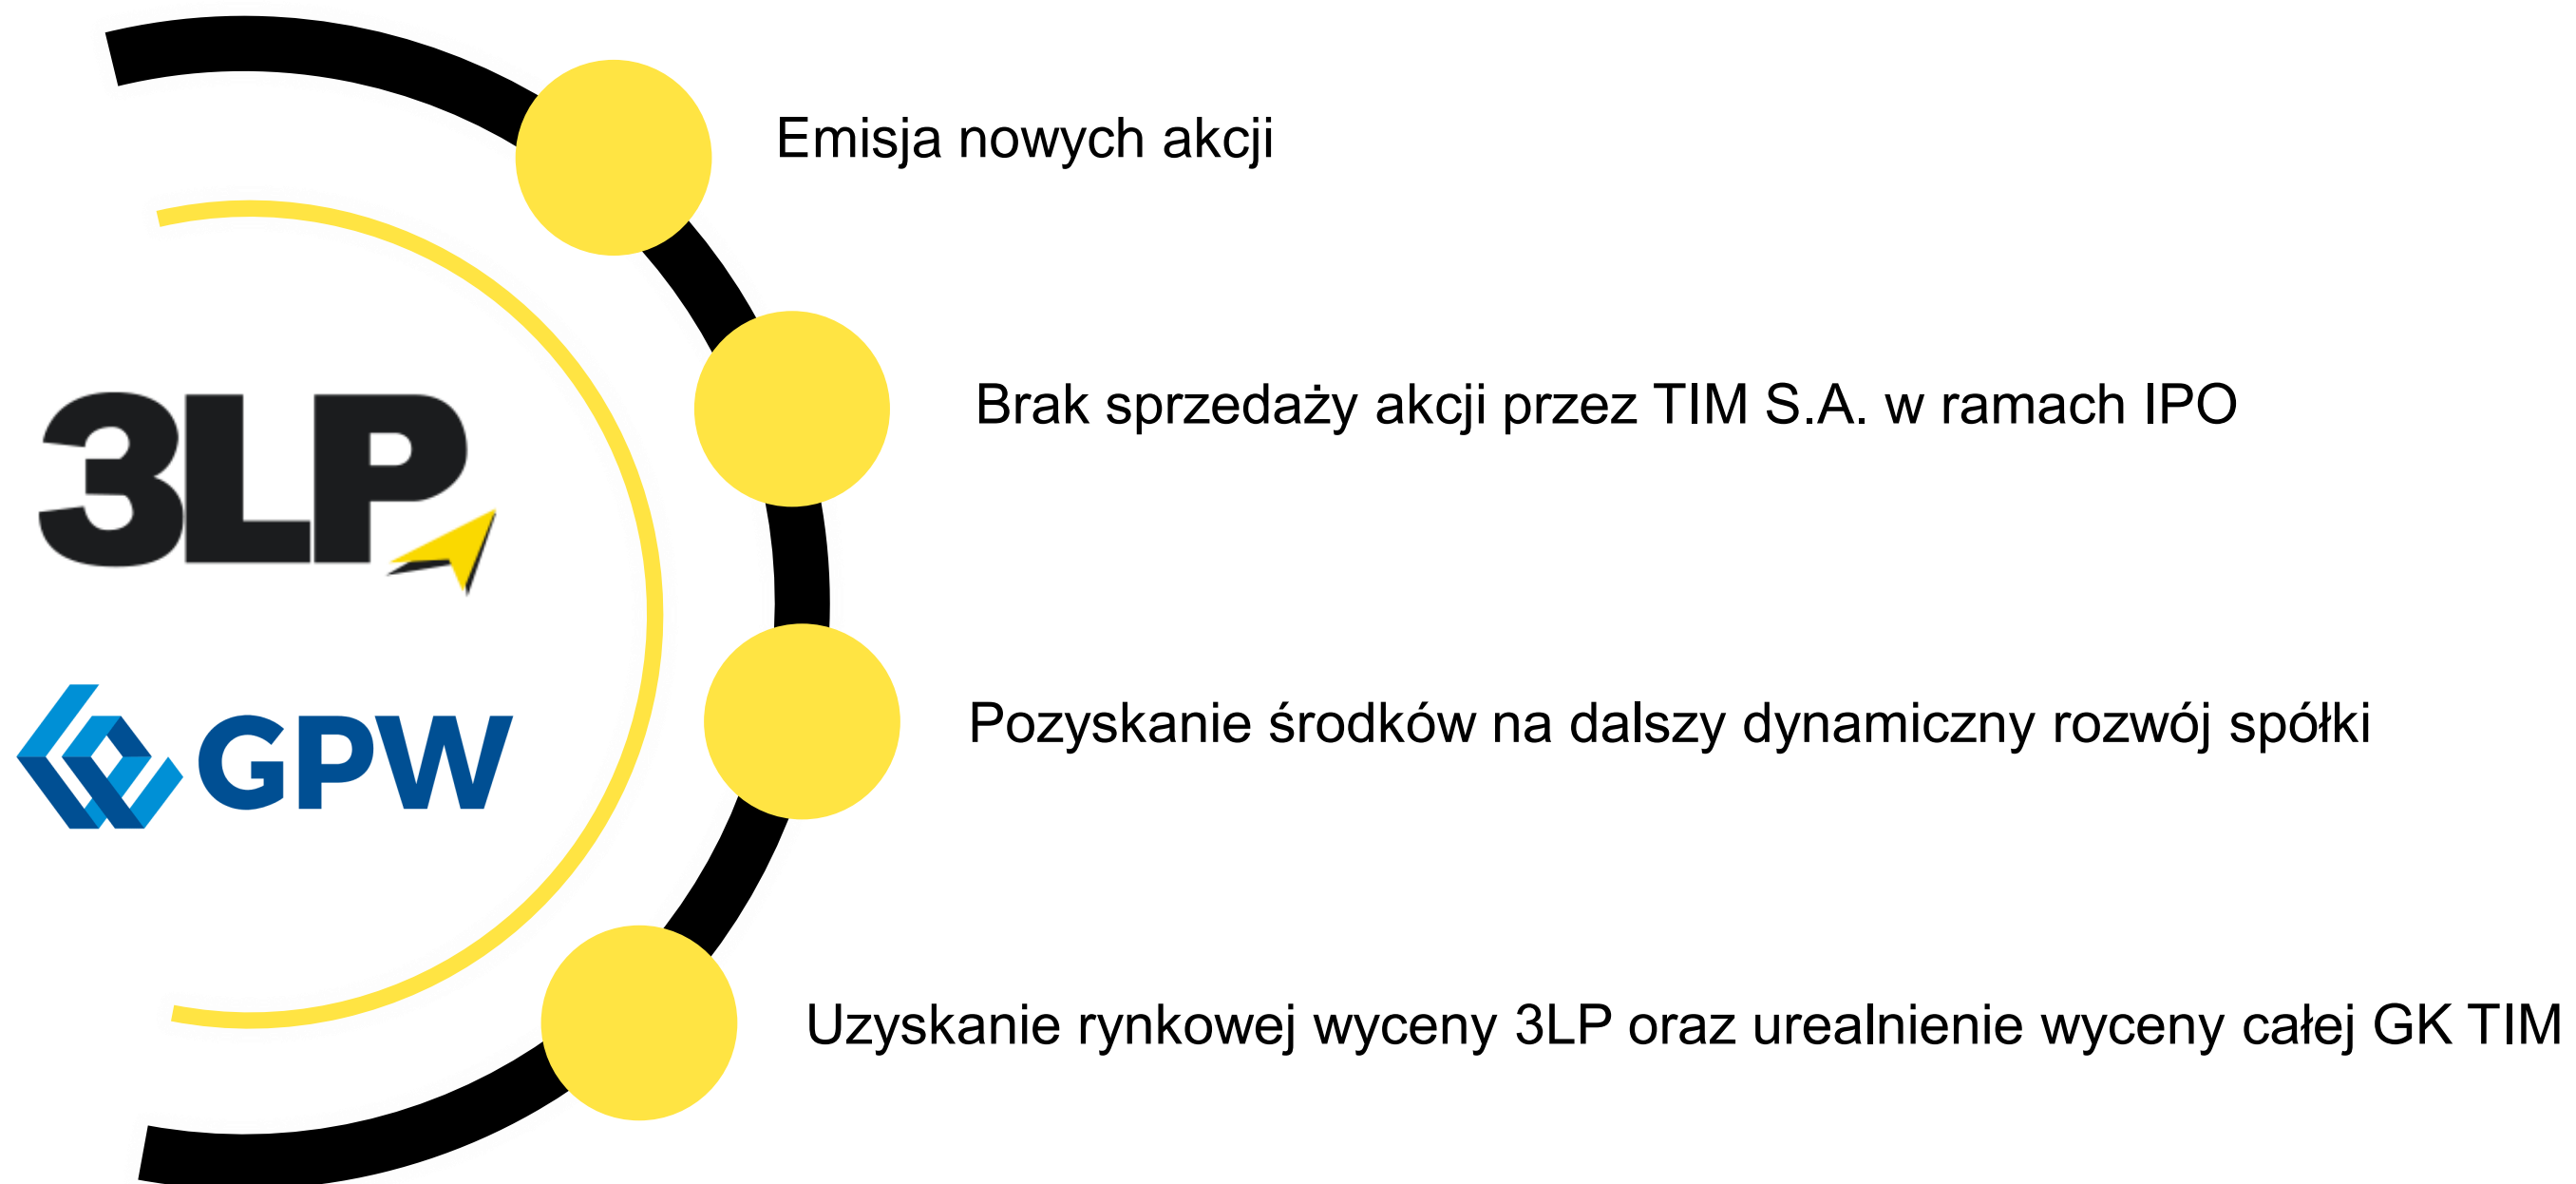 Emisja nowych akcji
Brak sprzedaży akcji przez TIM S.A. w ramach IPO
3LP
Pozyskanie środków na dalszy dynamiczny rozwój spółki
GPW
Uzyskanie rynkowej wyceny 3LP oraz urealnienie wyceny całej GK TIM